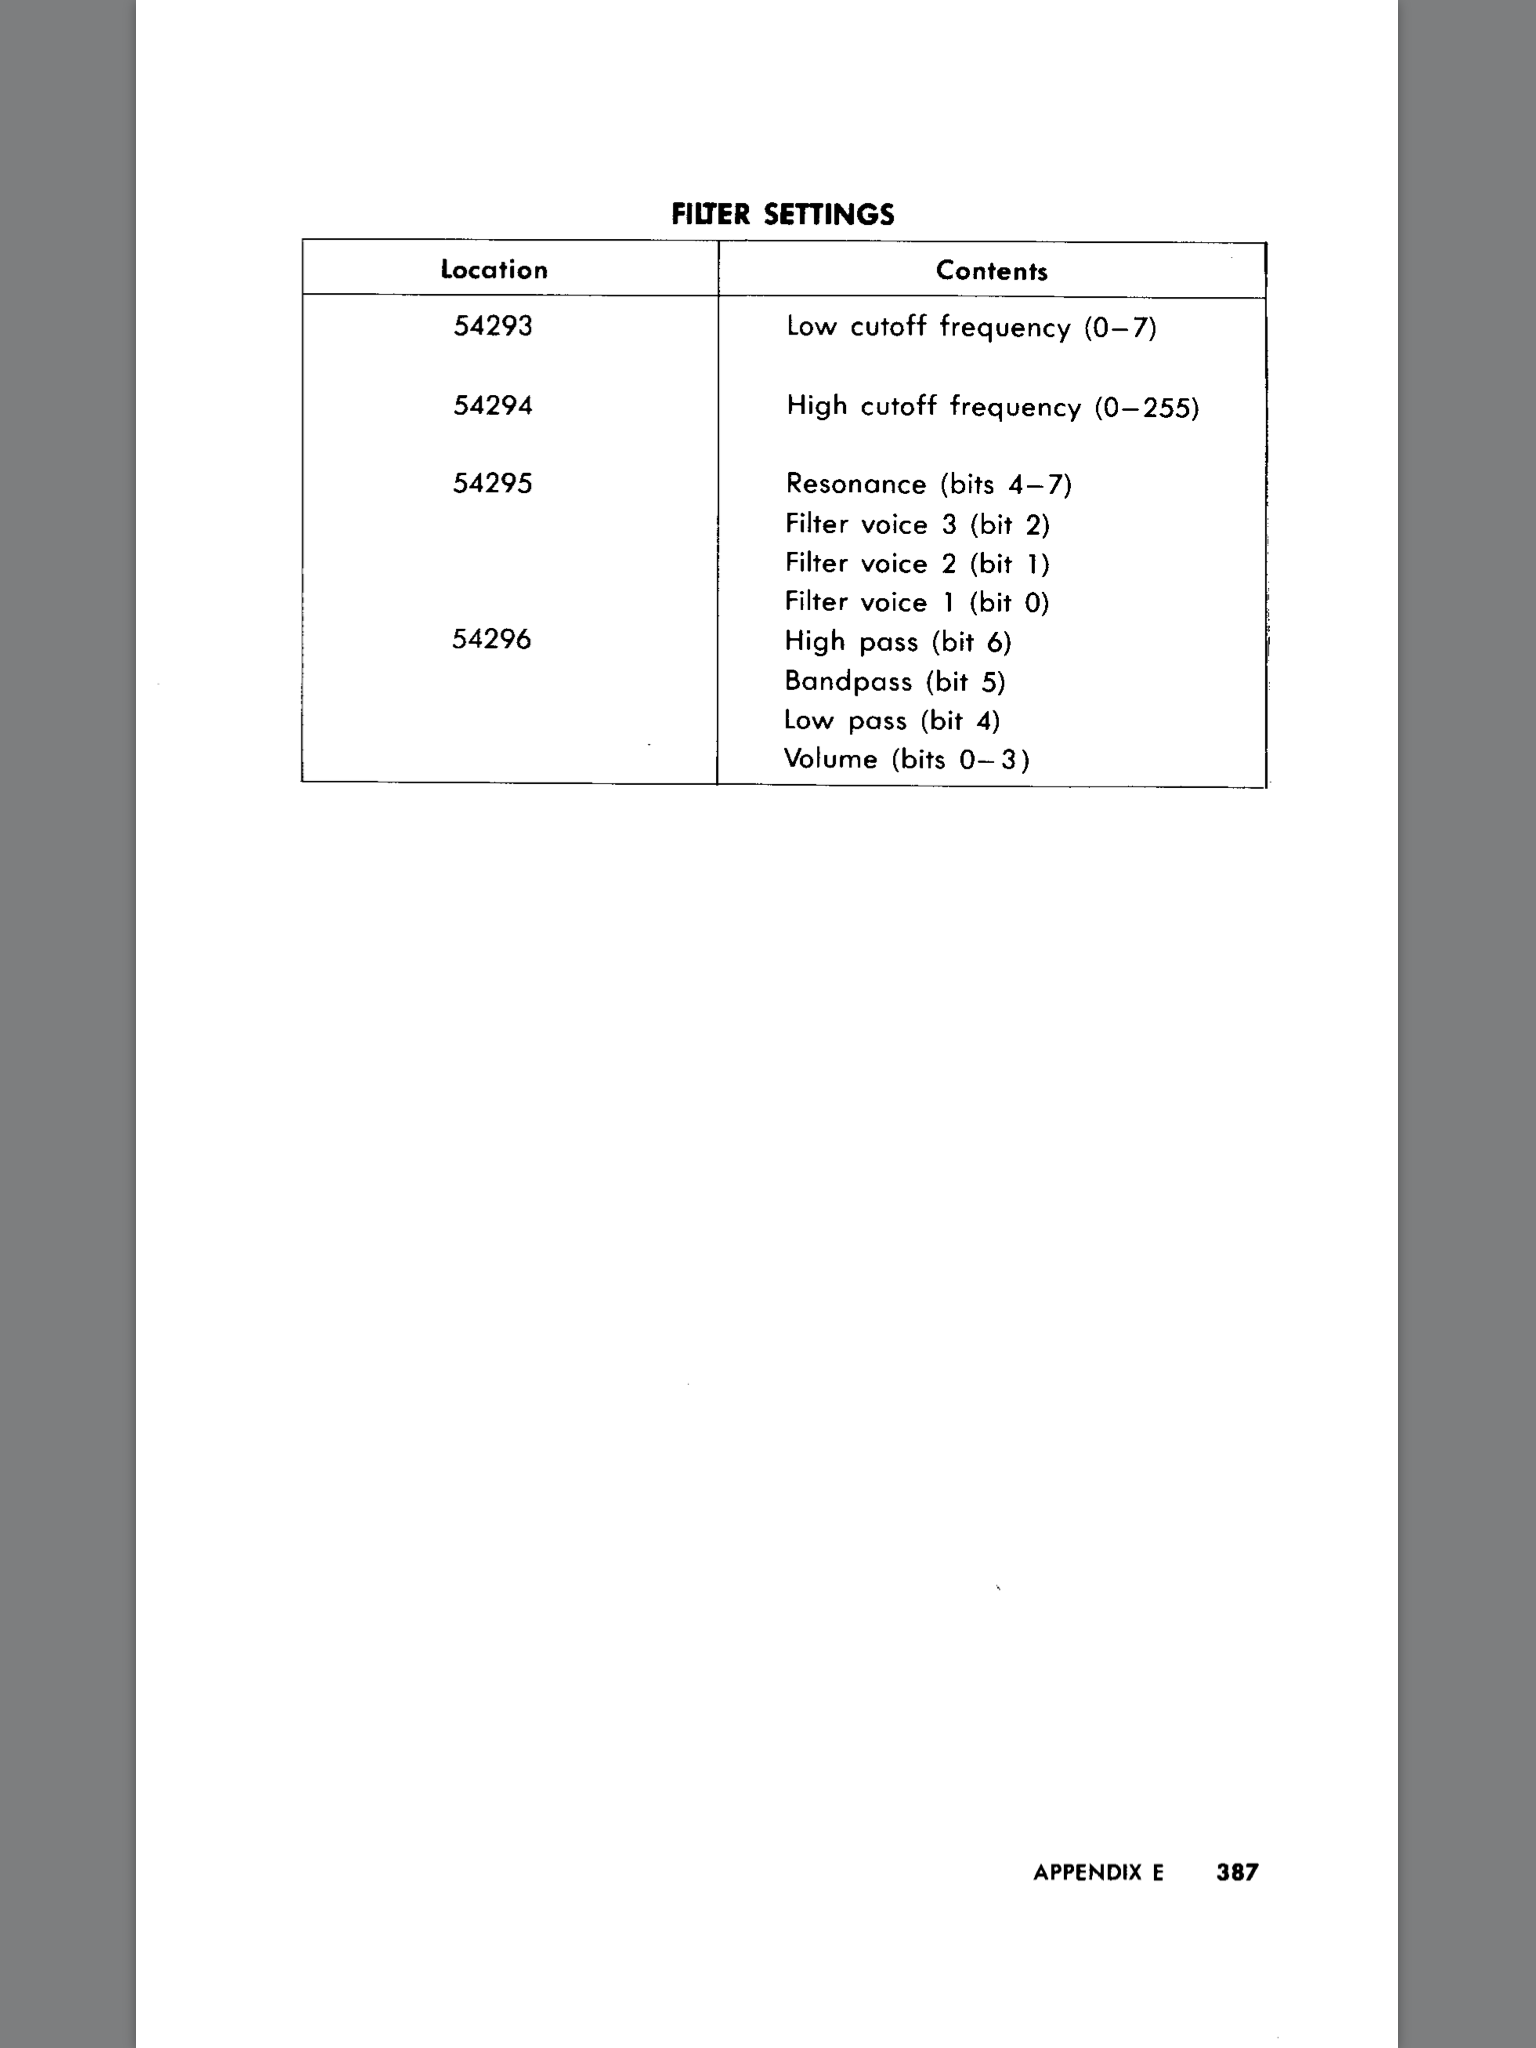 FILTER SETTINGS
Location Contents
54293 Low cutoff frequency (0–7)
54294 High cutoff frequency (0–255)
54295 Resonance (bits 4–7)
Filter voice 3 (bit 2)
Filter voice 2 (bit 1)
Filter voice 1 (bit 0)
54296 High pass (bit 6)
Bandpass (bit 5)
Low pass (bit 4)
Volume (bits 0–3)
APPENDIX E 387